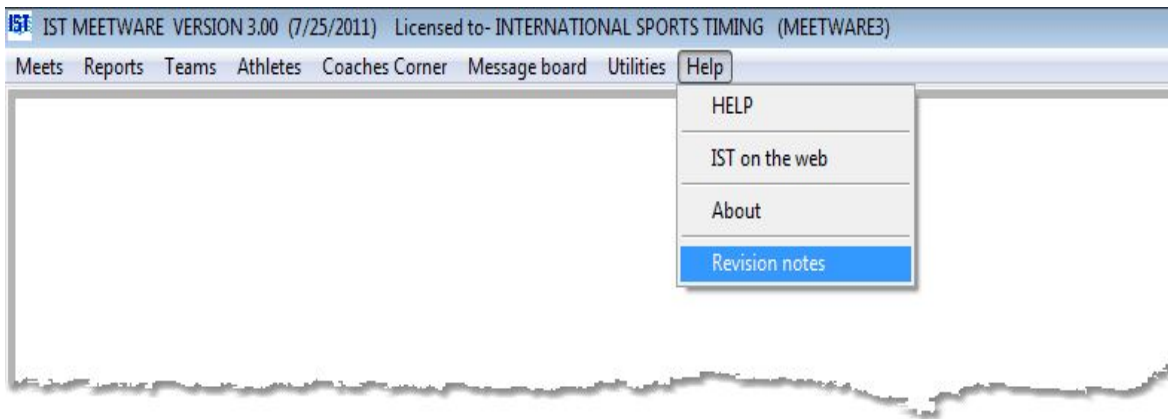 IST IST MEETWARE VERSION 3.00 (7/25/2011) Licensed to- INTERNATIONAL SPORTS TIMING (MEETWARE3)
Meets Reports Teams Athletes Coaches Corner Message board Utilities Help
HELP
IST on the web
About
Revision notes